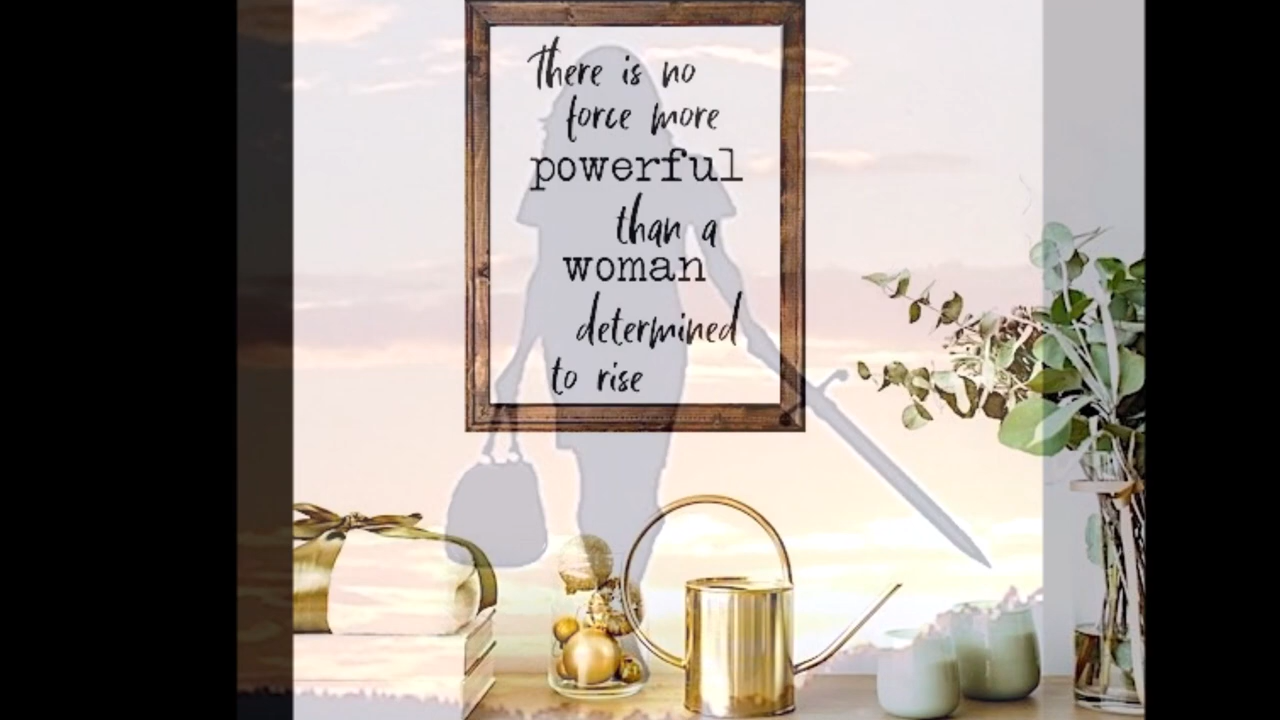 There is no
force more
powerful
than a
woman
determined
to rise